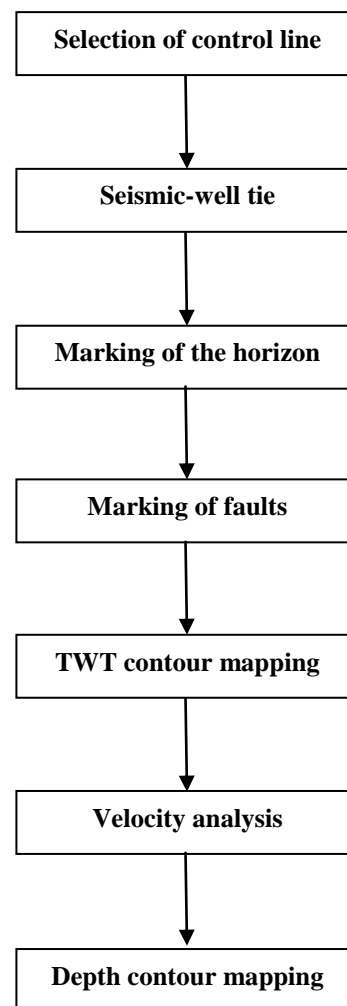 Selection of control line
Seismic-well tie
Marking of the horizon
Marking of faults
TWT contour mapping
Velocity analysis
Depth contour mapping